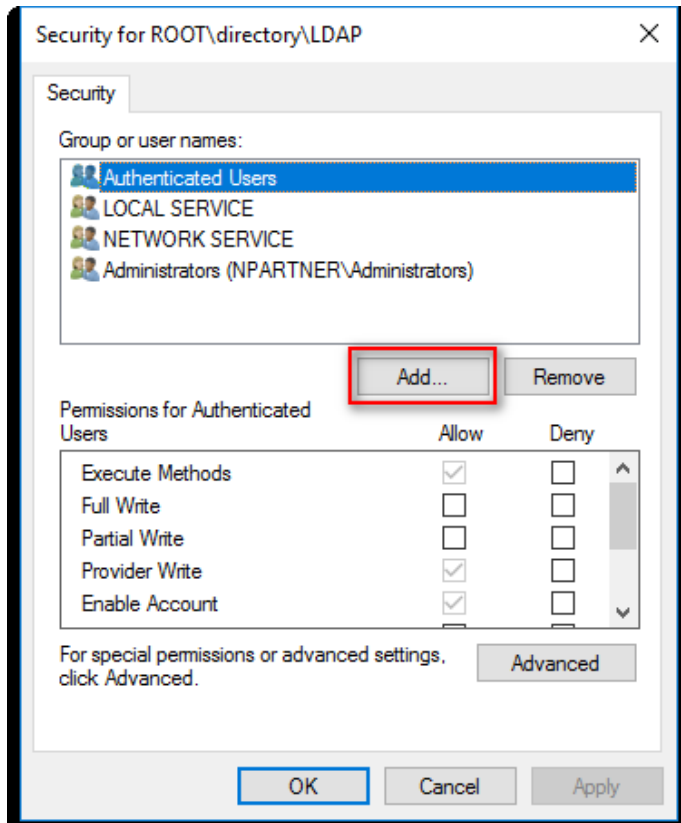 Security for ROOT\directory\LDAP
Security
Group or user names:
Authenticated Users
LOCAL SERVICE
NETWORK SERVICE
Administrators (NPARTNER\Administrators)
Add...
Remove
Permissions for Authenticated
Users
Allow
Deny
Execute Methods
Full Write
Partial Write
Provider Write
Enable Account
For special permissions or advanced settings,
click Advanced.
Advanced
OK
Cancel
Apply